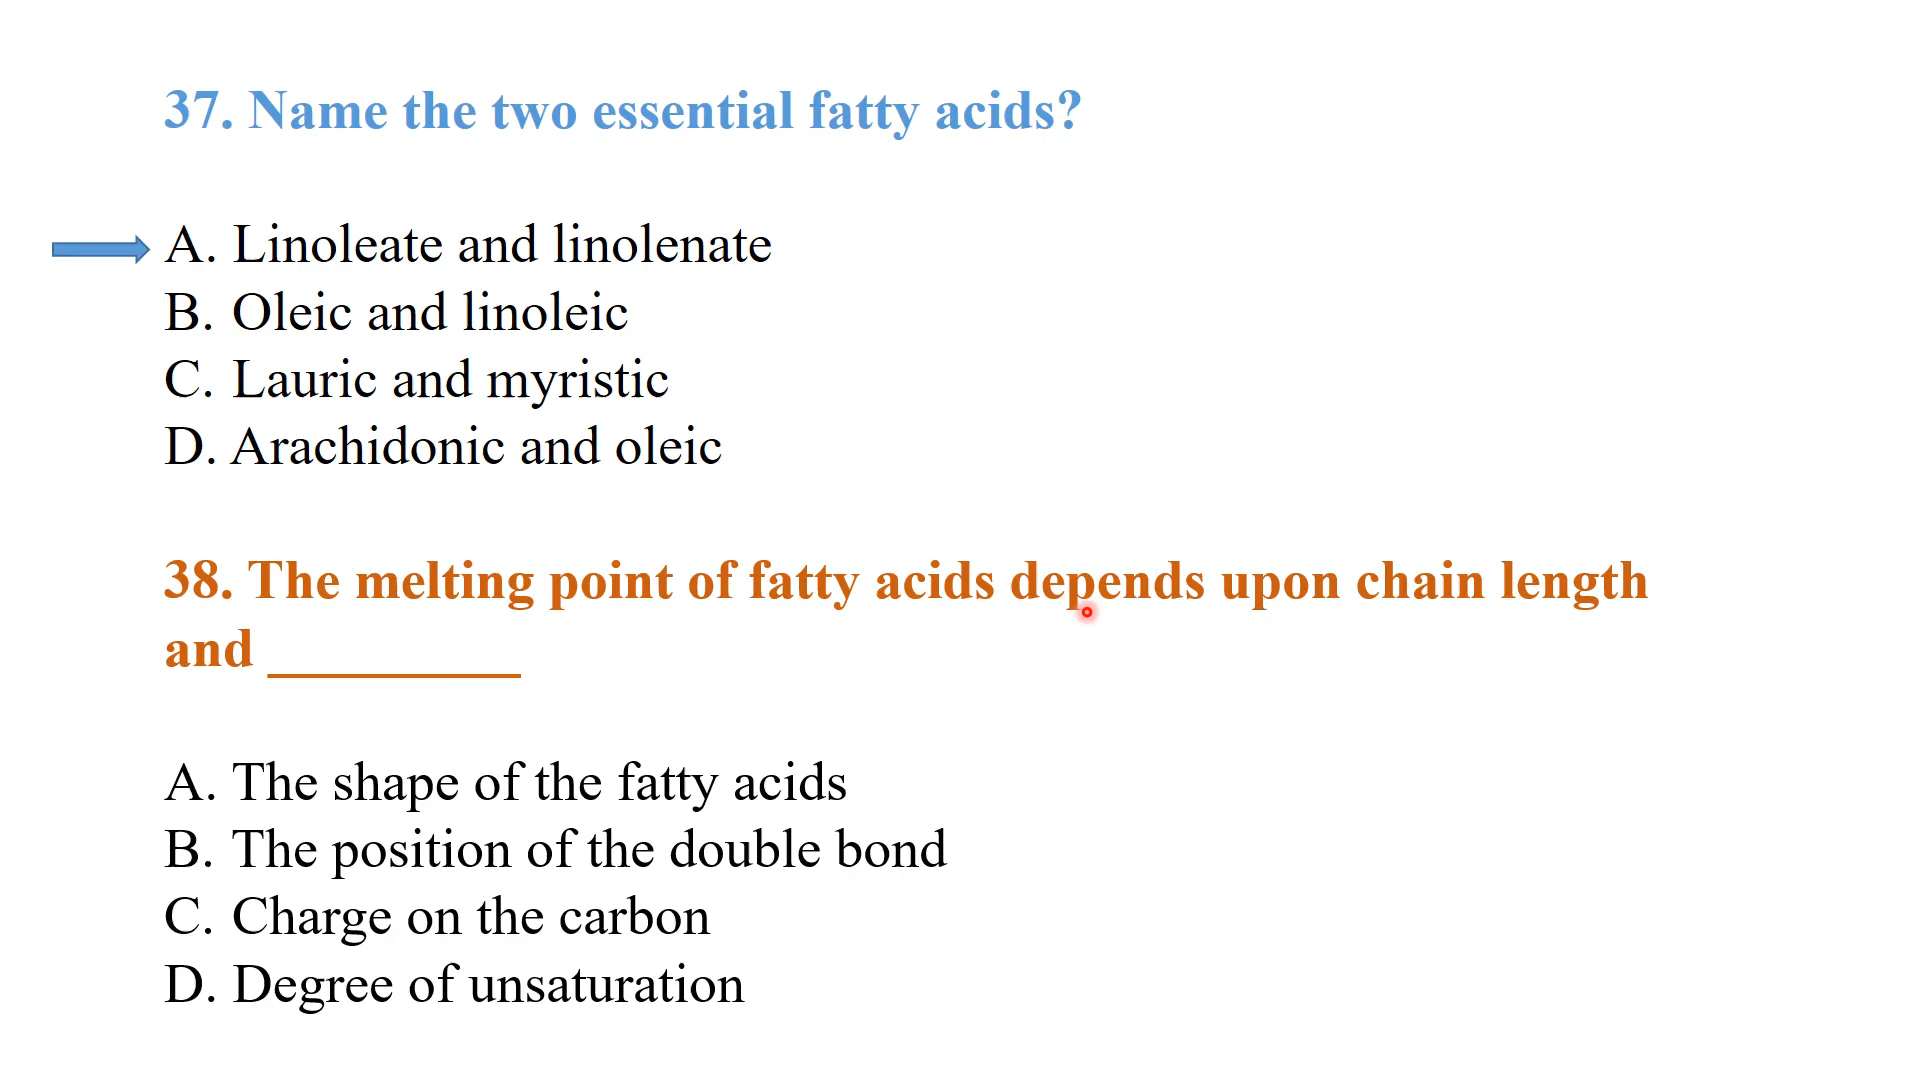 37. Name the two essential fatty acids?
A. Linoleate and linolenate
B. Oleic and linoleic
C. Lauric and myristic
D. Arachidonic and oleic
38. The melting point of fatty acids depends upon chain length
and _________
A. The shape of the fatty acids
B. The position of the double bond
C. Charge on the carbon
D. Degree of unsaturation